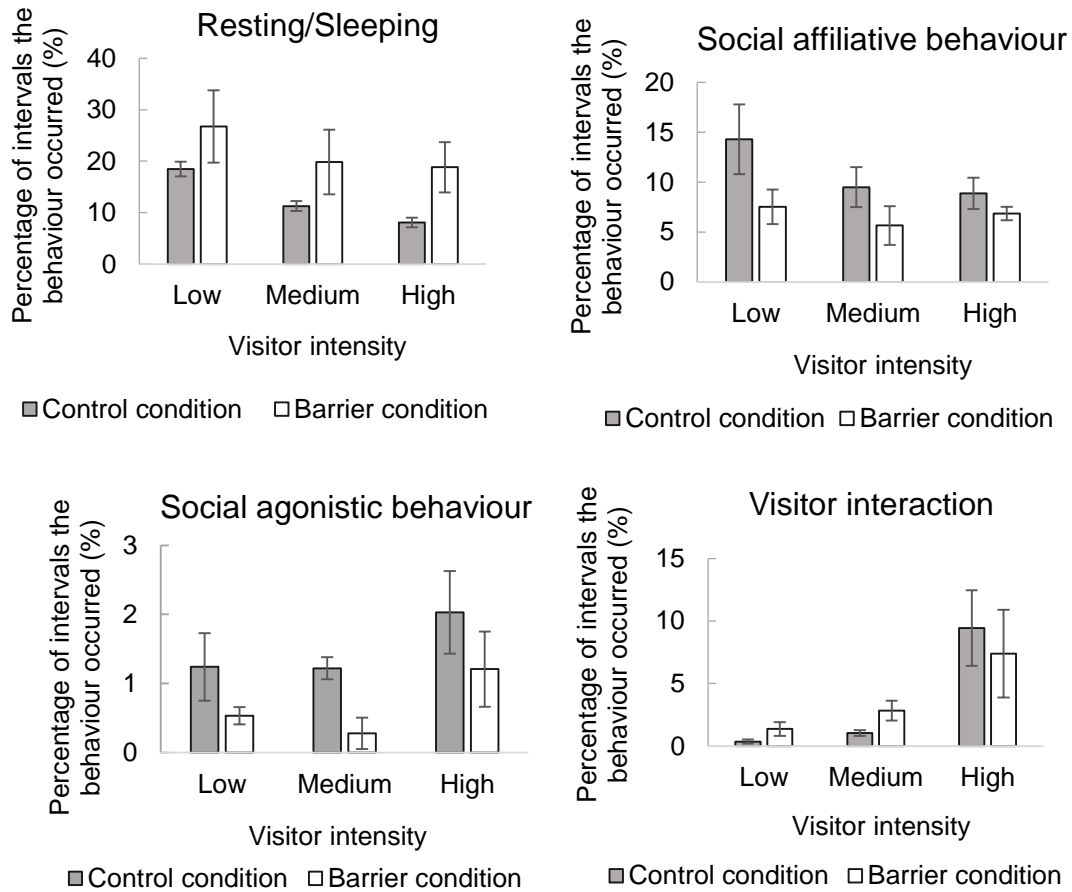 Resting/Sleeping
Percentage of intervals the
behaviour occurred (%)
40
30
20
10
0
Low Medium High
Visitor intensity
Control condition Barrier condition
Social affiliative behaviour
Percentage of intervals the
behaviour occurred (%)
20
15
10
5
0
Low Medium High
Visitor intensity
Control condition Barrier condition
Social agonistic behaviour
Percentage of intervals the
behaviour occurred (%)
3
2
1
0
Low Medium High
Visitor intensity
Control condition Barrier condition
Visitor interaction
Percentage of intervals the
behaviour occurred (%)
15
10
5
0
Low Medium High
Visitor intensity
Control condition Barrier condition